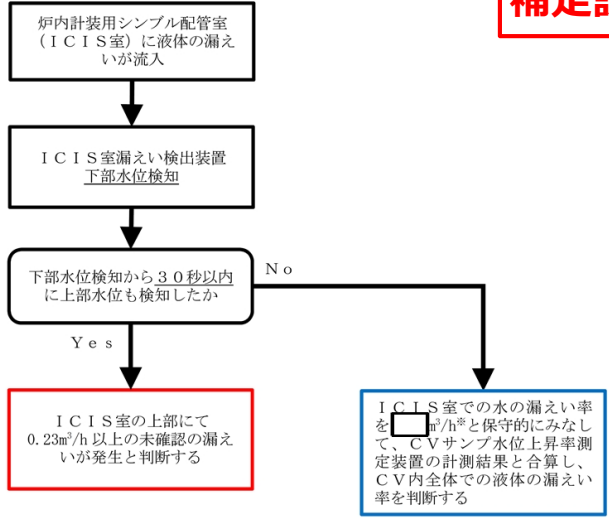 補足
炉内計装用シンブル配管室
（ＩＣＩＳ室）に液体の漏え
いが流入
ＩＣＩＳ室漏えい検出装置
下部水位検知
下部水位検知から３０秒以内
に上部水位も検知したか
Ｎｏ
Ｙｅｓ
ＩＣＩＳ室の上部にて
0.23m³/h 以上の未確認の漏え
いが発生と判断する
ＩＣＩＳ室での水の漏えい率
を m³/h※と保守的にみなし
て、ＣＶサンプ水位上昇率測
定装置の計測結果と合算し、
ＣＶ内全体での液体の漏えい
率を判断する